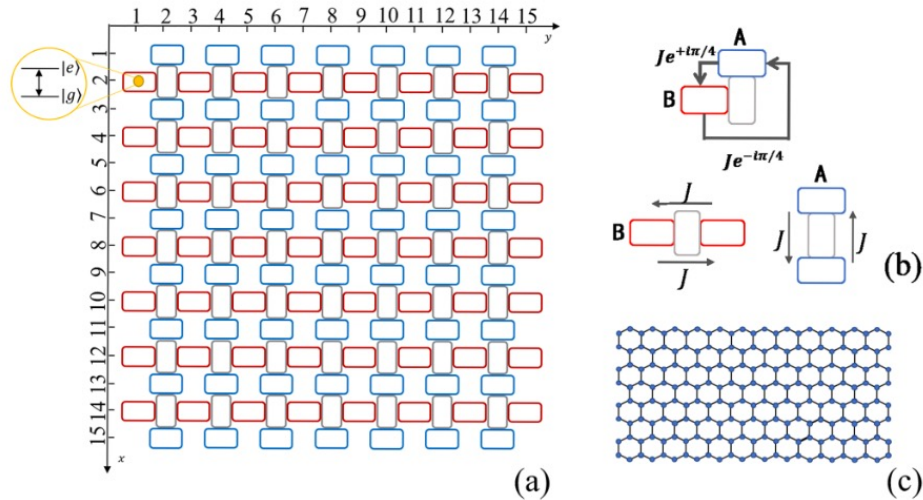 1 2 3 4 5 6 7 8 9 10 11 12 13 14 15
y
1
2
3
4
5
6
7
8
9
10
11
12
13
14
15
x
|e⟩
|g⟩
(a)
A
Je^{+iπ/4}
B
Je^{-iπ/4}
J
B
J
A
J
J
(b)
(c)